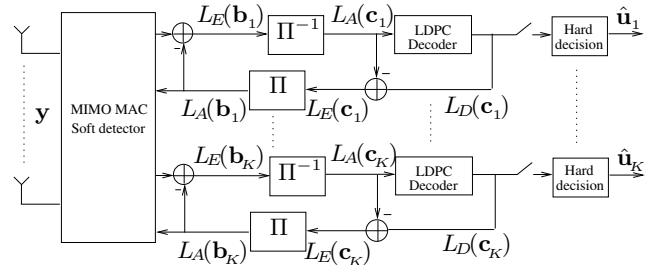 L_E(b_1) Π^{-1} L_A(c_1) LDPC Decoder Hard decision û_1
-
-
L_A(b_1) Π L_E(c_1) L_D(c_1)
y
MIMO MAC
Soft detector
L_E(b_K) Π^{-1} L_A(c_K) LDPC Decoder Hard decision û_K
-
-
L_A(b_K) Π L_E(c_K) L_D(c_K)